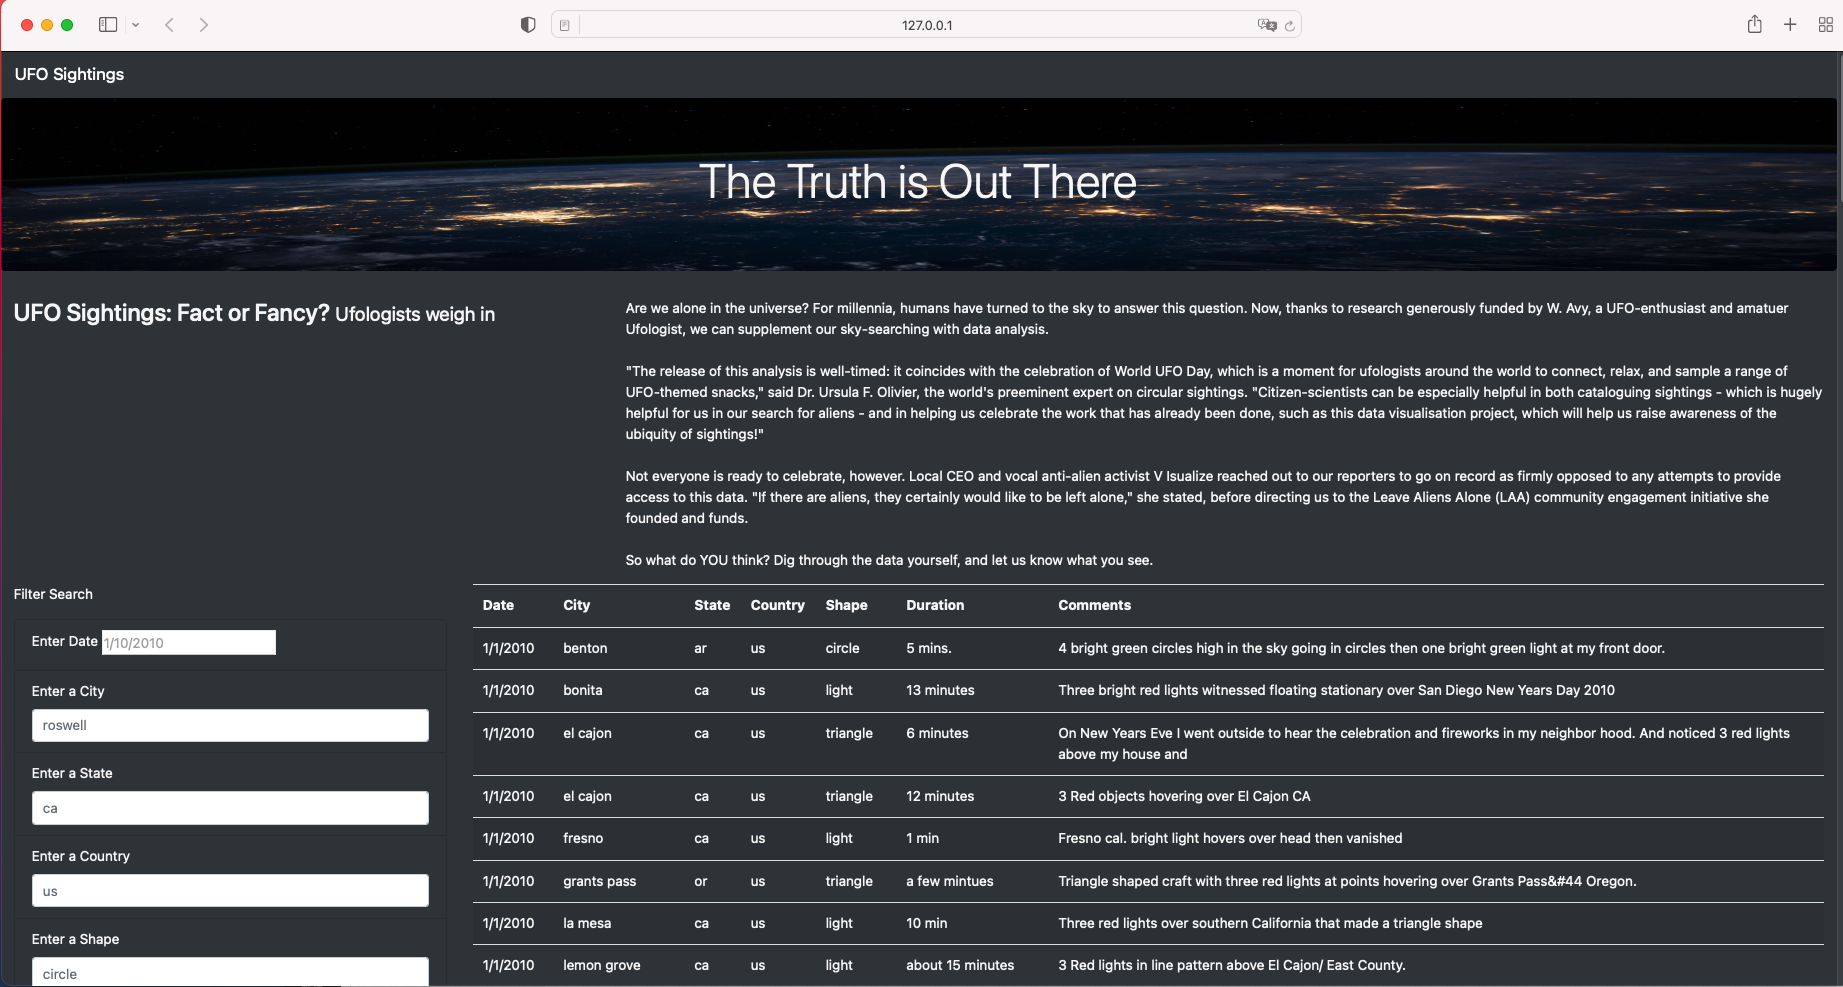 127.0.0.1
UFO Sightings
The Truth is Out There
UFO Sightings: Fact or Fancy? Ufologists weigh in
Are we alone in the universe? For millennia, humans have turned to the sky to answer this question. Now, thanks to research generously funded by W. Avy, a UFO-enthusiast and amatuer
Ufologist, we can supplement our sky-searching with data analysis.
"The release of this analysis is well-timed: it coincides with the celebration of World UFO Day, which is a moment for ufologists around the world to connect, relax, and sample a range of
UFO-themed snacks," said Dr. Ursula F. Olivier, the world's preeminent expert on circular sightings. "Citizen-scientists can be especially helpful in both cataloguing sightings - which is hugely
helpful for us in our search for aliens - and in helping us celebrate the work that has already been done, such as this data visualisation project, which will help us raise awareness of the
ubiquity of sightings!"
Not everyone is ready to celebrate, however. Local CEO and vocal anti-alien activist V Isualize reached out to our reporters to go on record as firmly opposed to any attempts to provide
access to this data. "If there are aliens, they certainly would like to be left alone," she stated, before directing us to the Leave Aliens Alone (LAA) community engagement initiative she
founded and funds.
So what do YOU think? Dig through the data yourself, and let us know what you see.
Filter Search
Enter Date 1/10/2010
Enter a City
roswell
Enter a State
ca
Enter a Country
us
Enter a Shape
circle
Date City State Country Shape Duration Comments
1/1/2010 benton ar us circle 5 mins. 4 bright green circles high in the sky going in circles then one bright green light at my front door.
1/1/2010 bonita ca us light 13 minutes Three bright red lights witnessed floating stationary over San Diego New Years Day 2010
1/1/2010 el cajon ca us triangle 6 minutes On New Years Eve I went outside to hear the celebration and fireworks in my neighbor hood. And noticed 3 red lights
above my house and
1/1/2010 el cajon ca us triangle 12 minutes 3 Red objects hovering over El Cajon CA
1/1/2010 fresno ca us light 1 min Fresno cal. bright light hovers over head then vanished
1/1/2010 grants pass or us triangle a few mintues Triangle shaped craft with three red lights at points hovering over Grants Pass&#44 Oregon.
1/1/2010 la mesa ca us light 10 min Three red lights over southern California that made a triangle shape
1/1/2010 lemon grove ca us light about 15 minutes 3 Red lights in line pattern above El Cajon/ East County.